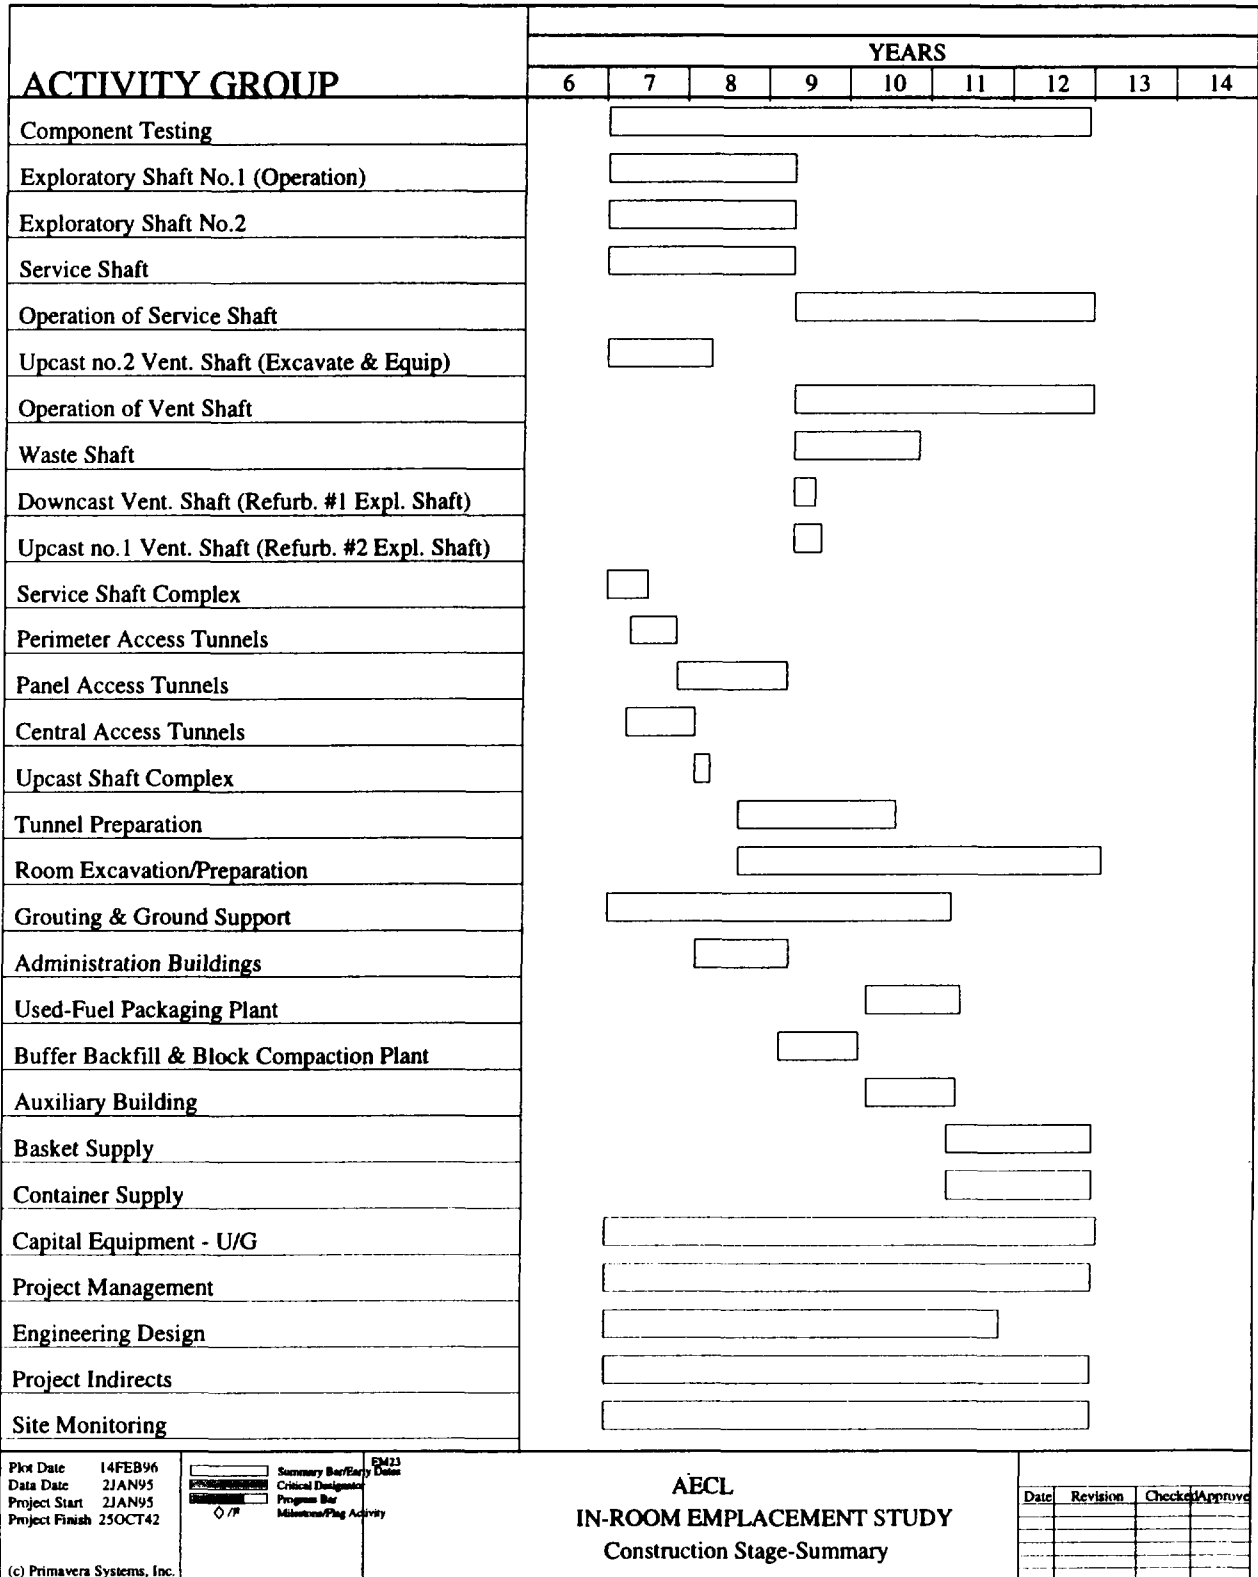 YEARS
ACTIVITY GROUP
6 7 8 9 10 11 12 13 14
Component Testing
Exploratory Shaft No.1 (Operation)
Exploratory Shaft No.2
Service Shaft
Operation of Service Shaft
Upcast no.2 Vent. Shaft (Excavate & Equip)
Operation of Vent Shaft
Waste Shaft
Downcast Vent. Shaft (Refurb. #1 Expl. Shaft)
Upcast no.1 Vent. Shaft (Refurb. #2 Expl. Shaft)
Service Shaft Complex
Perimeter Access Tunnels
Panel Access Tunnels
Central Access Tunnels
Upcast Shaft Complex
Tunnel Preparation
Room Excavation/Preparation
Grouting & Ground Support
Administration Buildings
Used-Fuel Packaging Plant
Buffer Backfill & Block Compaction Plant
Auxiliary Building
Basket Supply
Container Supply
Capital Equipment - U/G
Project Management
Engineering Design
Project Indirects
Site Monitoring
Plot Date 14FEB96
Data Date 2JAN95
Project Start 2JAN95
Project Finish 25OCT42
(c) Primavera Systems, Inc.
EM23
Summary Bar/Early Dates
Critical Designator
Progress Bar
◇/P Milestone/Flag Activity
AECL
IN-ROOM EMPLACEMENT STUDY
Construction Stage-Summary
Date Revision Checked Approve